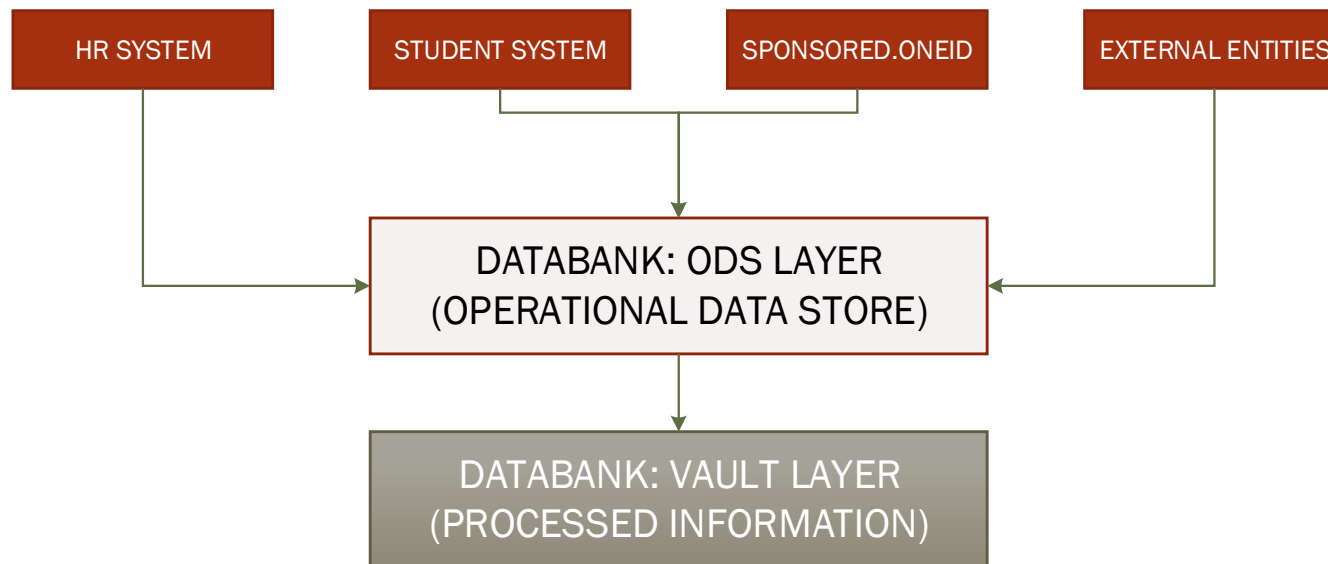 HR SYSTEM
STUDENT SYSTEM
SPONSORED.ONEID
EXTERNAL ENTITIES
DATABANK: ODS LAYER
(OPERATIONAL DATA STORE)
DATABANK: VAULT LAYER
(PROCESSED INFORMATION)